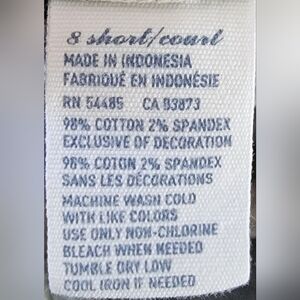 8 short/court
MADE IN INDONESIA
FABRIQUÉ EN INDONÉSIE
RN 54485 CA 03873
98% COTTON 2% SPANDEX
EXCLUSIVE OF DECORATION
98% COTON 2% SPANDEX
SANS LES DÉCORATIONS
MACHINE WASH COLD
WITH LIKE COLORS
USE ONLY NON-CHLORINE
BLEACH WHEN NEEDED
TUMBLE DRY LOW
COOL IRON IF NEEDED